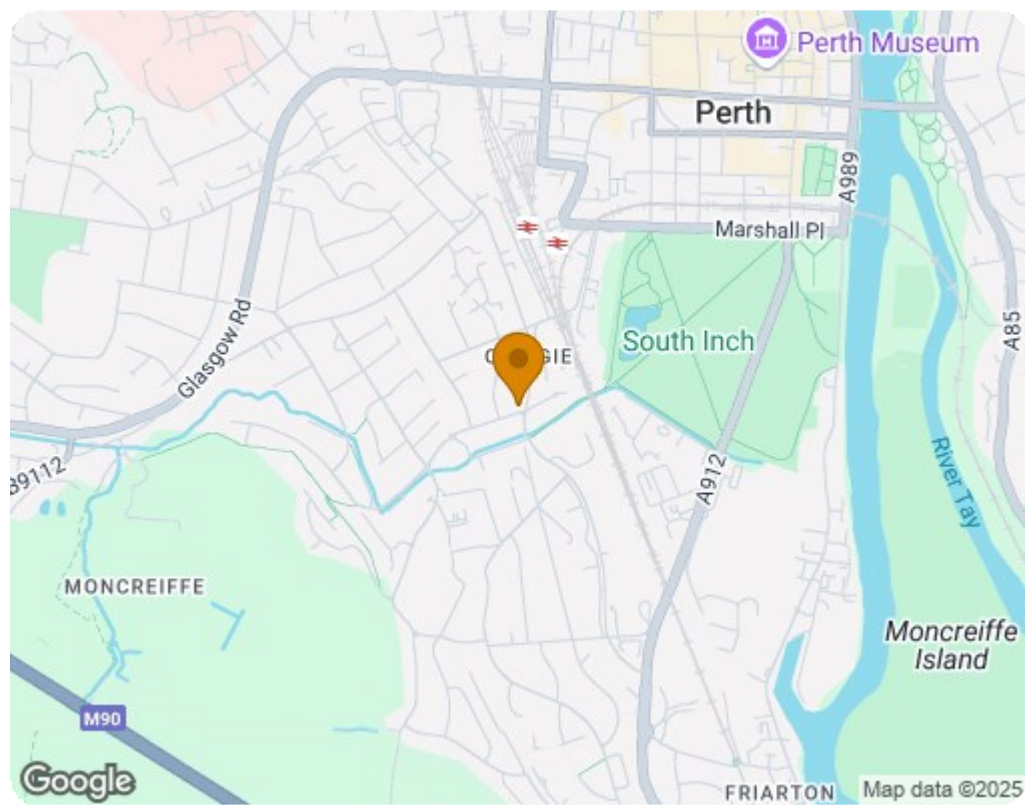 Perth Museum
Perth
A989
Marshall Pl
A85
Glasgow Rd
South Inch
River Tay
A912
MONCREIFFE
Moncreiffe
Island
M90
FRIARTON
Google
Map data ©2025